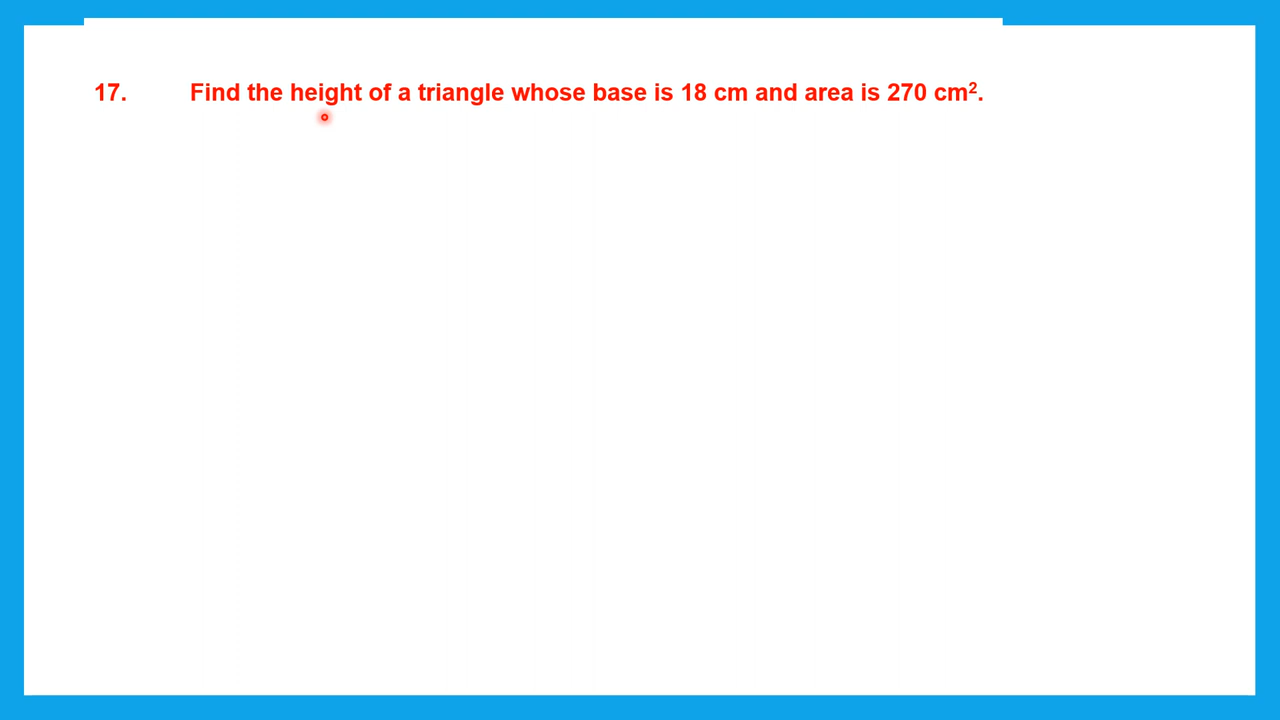 17. Find the height of a triangle whose base is 18 cm and area is 270 cm².